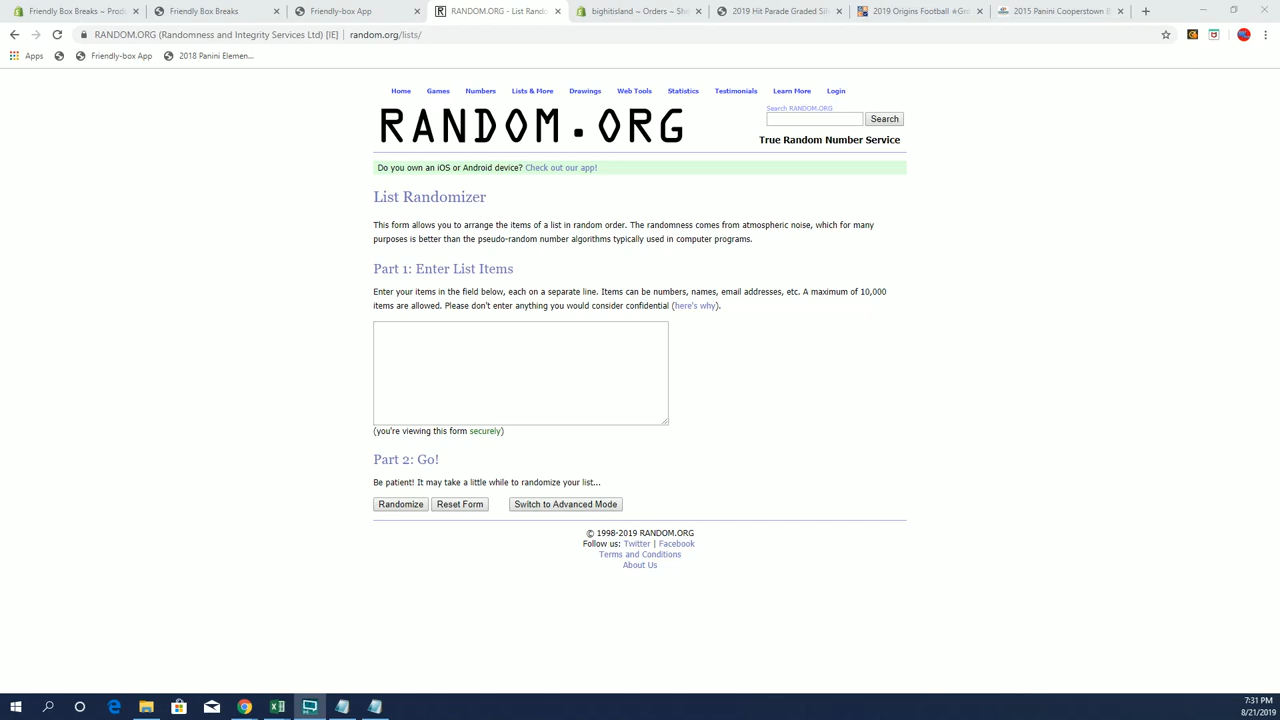 Friendly Box Breaks ~ Produ
Friendly Box Breaks
Friendly-box App
RANDOM.ORG - List Rando
bighitisland ~ Orders ~ Sh
2019 Hit Parade Graded Sil
2019 Origins Football ★Gr
2015 Panini Cooperstown B
RANDOM.ORG (Randomness and Integrity Services Ltd) [IE] | random.org/lists/
Apps
Friendly-box App
2018 Panini Elemen...
Home Games Numbers Lists & More Drawings Web Tools Statistics Testimonials Learn More Login
RANDOM.ORG
Search RANDOM.ORG
Search
True Random Number Service
Do you own an iOS or Android device? Check out our app!
List Randomizer
This form allows you to arrange the items of a list in random order. The randomness comes from atmospheric noise, which for many
purposes is better than the pseudo-random number algorithms typically used in computer programs.
Part 1: Enter List Items
Enter your items in the field below, each on a separate line. Items can be numbers, names, email addresses, etc. A maximum of 10,000
items are allowed. Please don't enter anything you would consider confidential (here's why).
(you're viewing this form securely)
Part 2: Go!
Be patient! It may take a little while to randomize your list...
Randomize Reset Form Switch to Advanced Mode
© 1998-2019 RANDOM.ORG
Follow us: Twitter | Facebook
Terms and Conditions
About Us
7:31 PM
8/21/2019